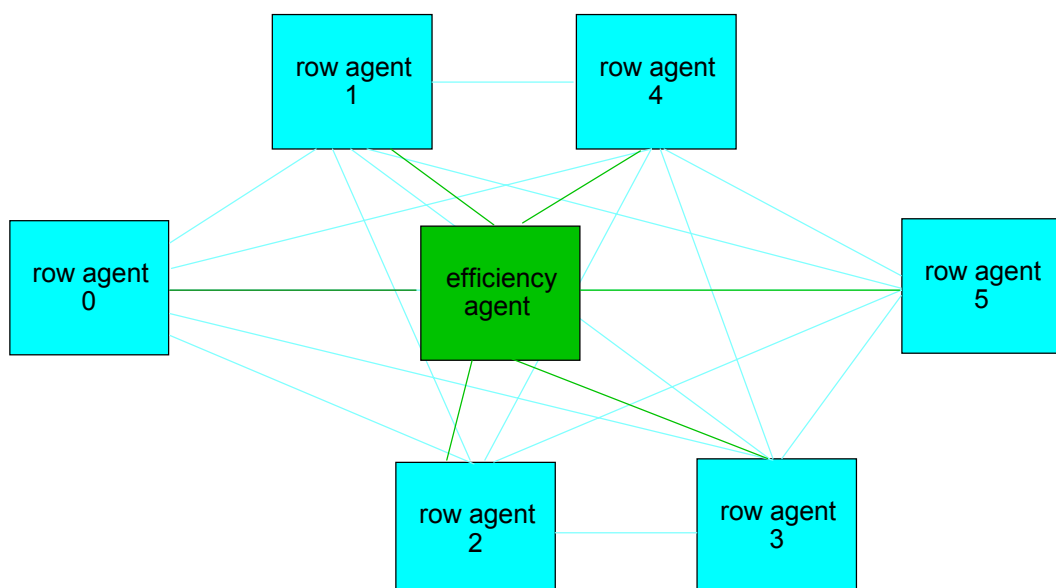 row agent
1
row agent
4
row agent
0
efficiency
agent
row agent
5
row agent
2
row agent
3